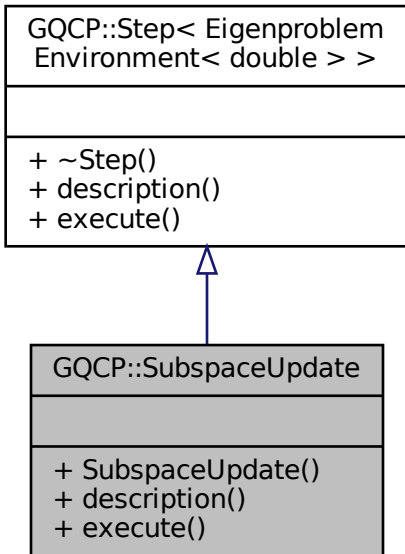 GQCP::Step< Eigenproblem
Environment< double > >
+ ~Step()
+ description()
+ execute()
GQCP::SubspaceUpdate
+ SubspaceUpdate()
+ description()
+ execute()